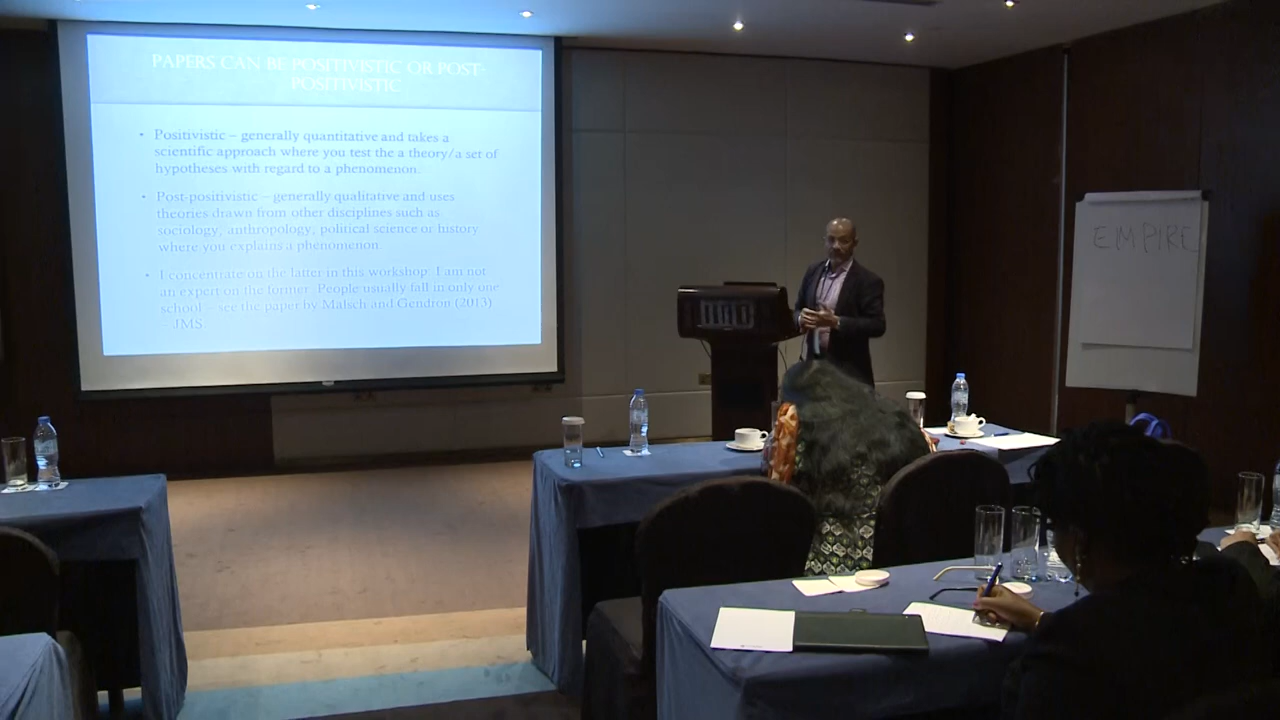 PAPERS CAN BE POSITIVISTIC OR POST-
POSITIVISTIC
• Positivistic – generally quantitative and takes a
scientific approach where you test the a theory/a set of
hypotheses with regard to a phenomenon.
• Post-positivistic – generally qualitative and uses
theories drawn from other disciplines such as
sociology, anthropology, political science or history
where you explains a phenomenon
• I concentrate on the latter in this workshop. I am not
an expert on the former. People usually fall in only one
school – see the paper by Malsch and Gendron (2013)
– JMS.
EMPIRE